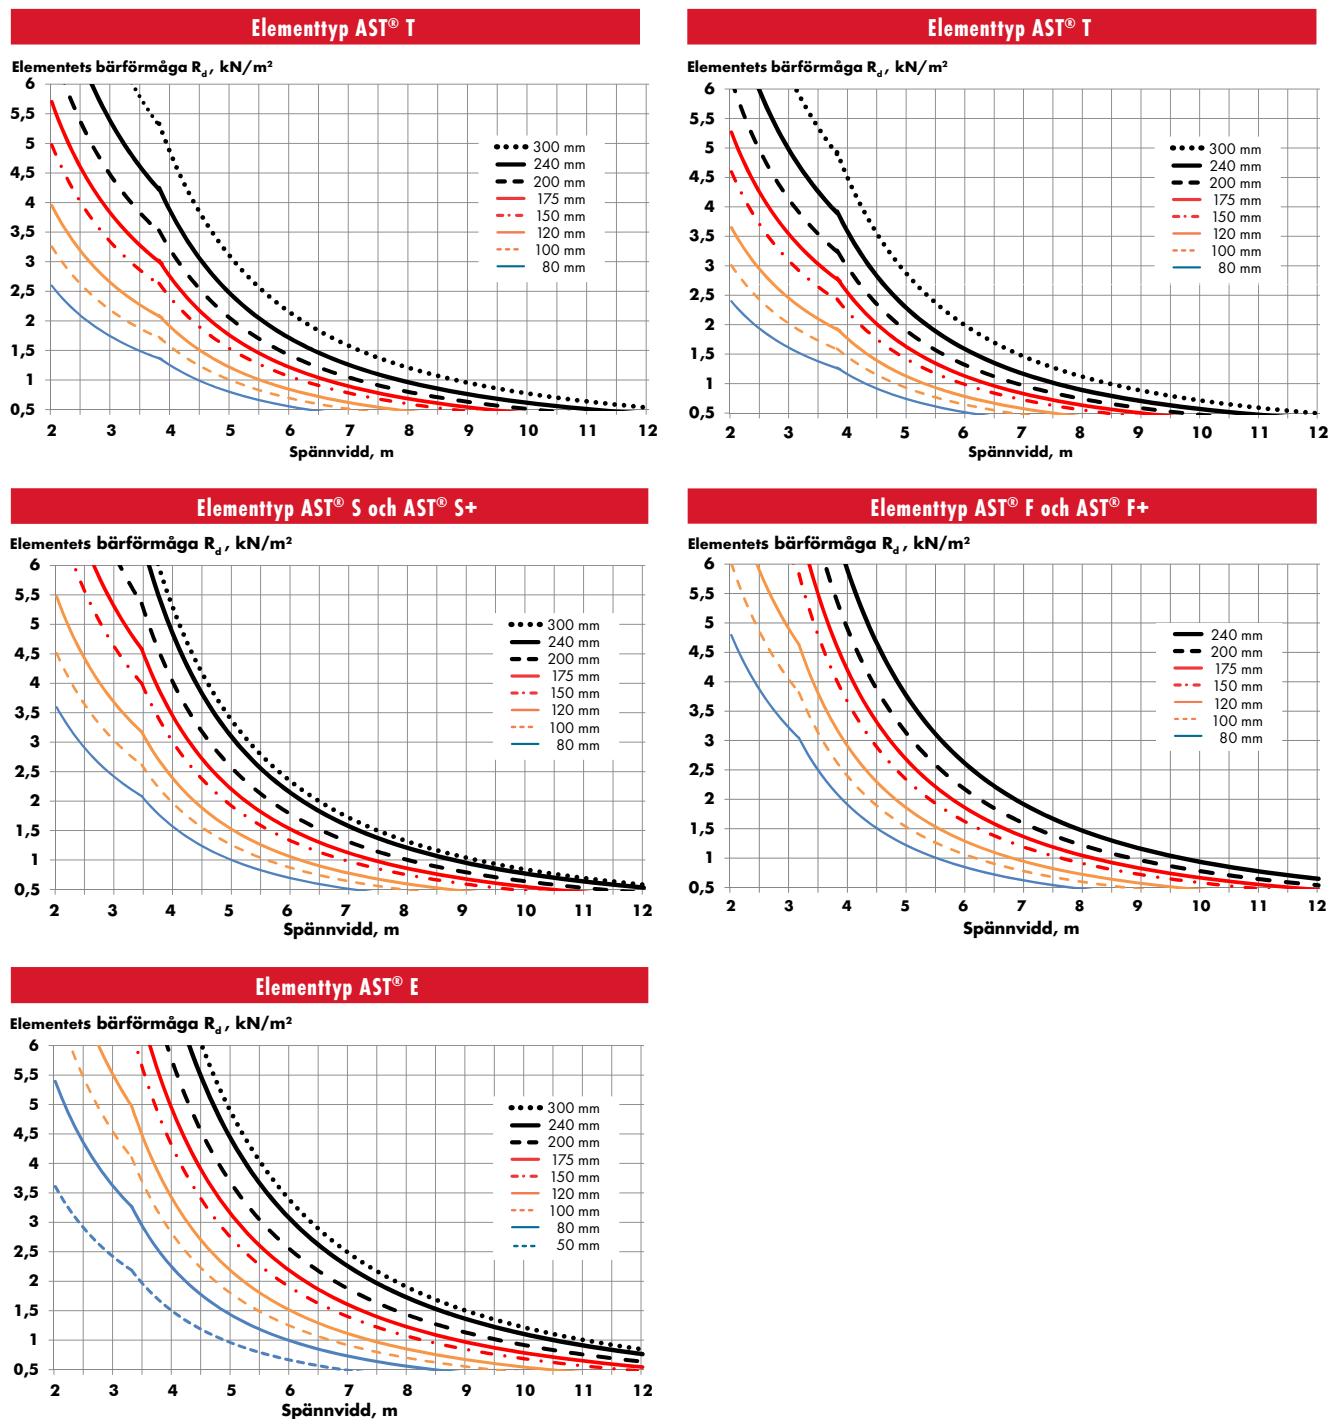 Elementtyp AST® T
Elementets bärförmåga Rd, kN/m²
6
5,5
5
4,5
4
3,5
3
2,5
2
1,5
1
0,5
300 mm
240 mm
200 mm
175 mm
150 mm
120 mm
100 mm
80 mm
2 3 4 5 6 7 8 9 10 11 12
Spännvidd, m
Elementtyp AST® T
Elementets bärförmåga Rd, kN/m²
6
5,5
5
4,5
4
3,5
3
2,5
2
1,5
1
0,5
300 mm
240 mm
200 mm
175 mm
150 mm
120 mm
100 mm
80 mm
2 3 4 5 6 7 8 9 10 11 12
Spännvidd, m
Elementtyp AST® S och AST® S+
Elementets bärförmåga Rd, kN/m²
6
5,5
5
4,5
4
3,5
3
2,5
2
1,5
1
0,5
300 mm
240 mm
200 mm
175 mm
150 mm
120 mm
100 mm
80 mm
2 3 4 5 6 7 8 9 10 11 12
Spännvidd, m
Elementtyp AST® F och AST® F+
Elementets bärförmåga Rd, kN/m²
6
5,5
5
4,5
4
3,5
3
2,5
2
1,5
1
0,5
240 mm
200 mm
175 mm
150 mm
120 mm
100 mm
80 mm
2 3 4 5 6 7 8 9 10 11 12
Spännvidd, m
Elementtyp AST® E
Elementets bärförmåga Rd, kN/m²
6
5,5
5
4,5
4
3,5
3
2,5
2
1,5
1
0,5
300 mm
240 mm
200 mm
175 mm
150 mm
120 mm
100 mm
80 mm
50 mm
2 3 4 5 6 7 8 9 10 11 12
Spännvidd, m